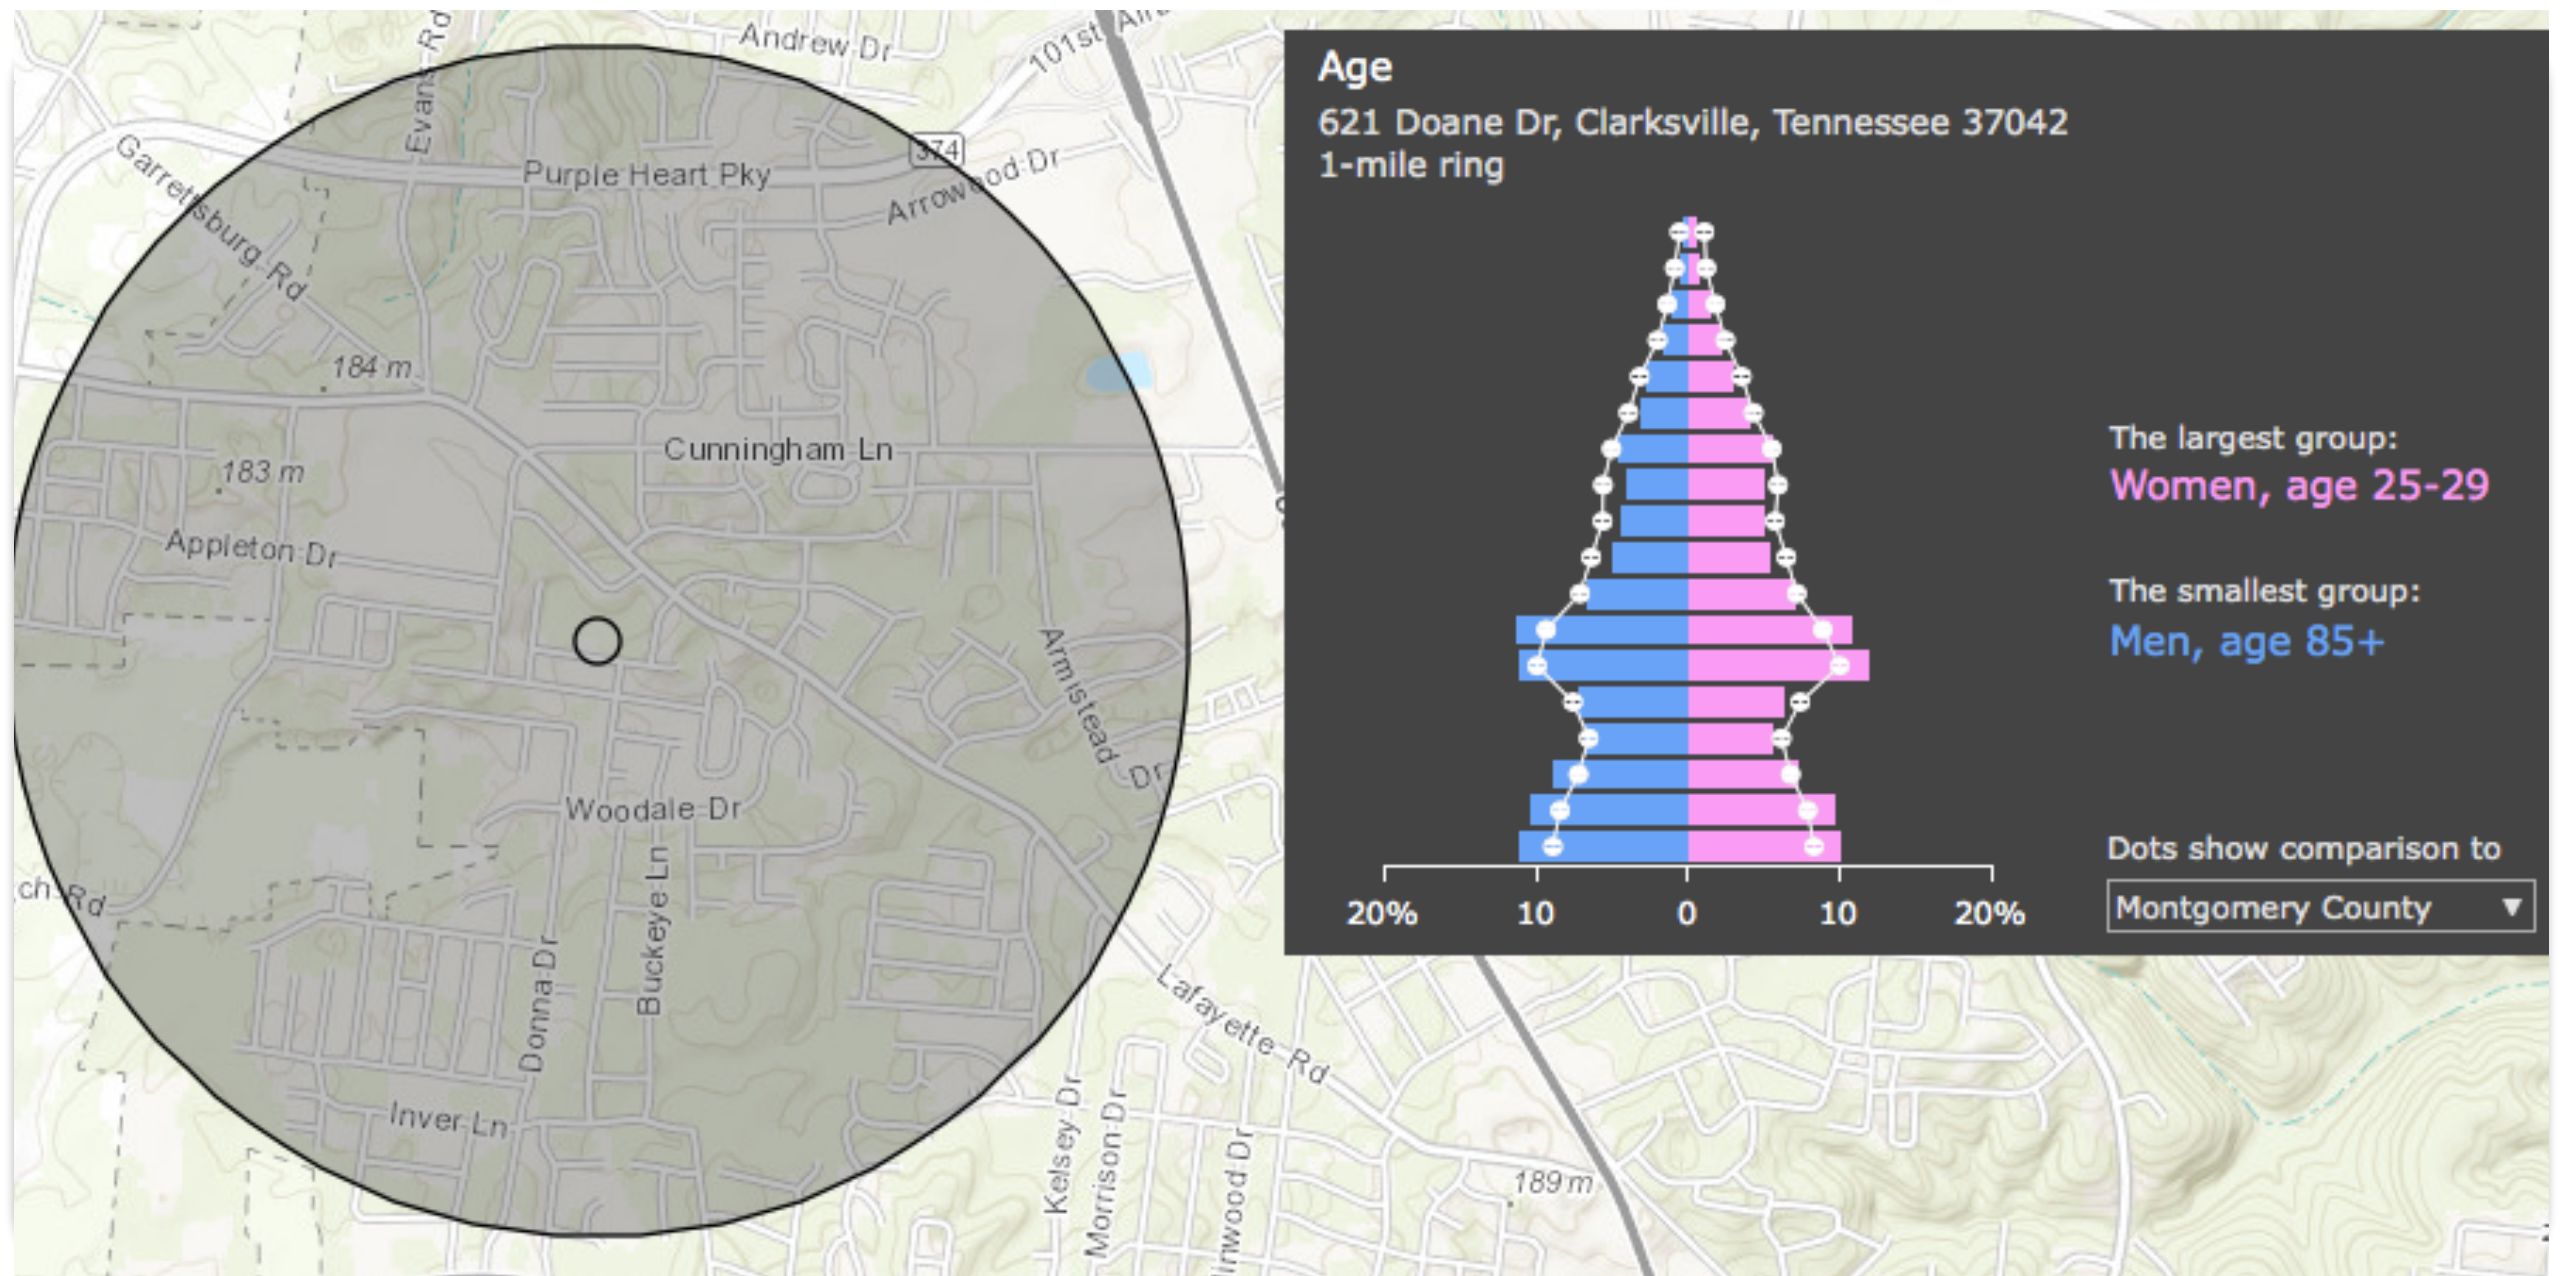 Andrew Dr
Evans Rd
101st
374
Garrettsburg Rd
Purple Heart Pky
Arrowood Dr
184 m
183 m
Cunningham Ln
Appleton Dr
Armistead Dr
Woodale Dr
Rd
Buckeye Ln
Donna Dr
Inver Ln
Lafayette Rd
Kelsey Dr
Morrison Dr
189 m
Age
621 Doane Dr, Clarksville, Tennessee 37042
1-mile ring
The largest group:
Women, age 25-29
The smallest group:
Men, age 85+
Dots show comparison to
Montgomery County ▼
20% 10 0 10 20%